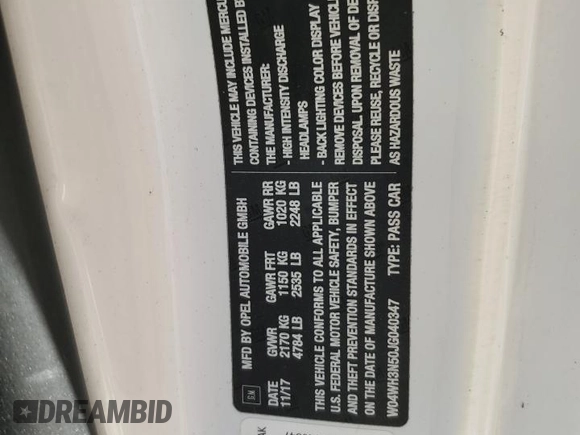 MFD BY OPEL AUTOMOBILE GMBH
DATE GVWR GAWR FRT GAWR RR
11/17 2170 KG 1150 KG 1020 KG
4784 LB 2535 LB 2248 LB
THIS VEHICLE CONFORMS TO ALL APPLICABLE
U.S. FEDERAL MOTOR VEHICLE SAFETY, BUMPER
AND THEFT PREVENTION STANDARDS IN EFFECT
ON THE DATE OF MANUFACTURE SHOWN ABOVE
W04WH3N50JG040347 TYPE: PASS CAR
GM
THIS VEHICLE MAY INCLUDE
CONTAINING DEVICES INSTALLED
THE MANUFACTURER:
- HIGH INTENSITY DISCHARGE
HEADLAMPS
- BACK LIGHTING COLOR DISPLAY
REMOVE DEVICES BEFORE
DISPOSAL UPON REMOVAL OF
PLEASE REUSE, RECYCLE OR
AS HAZARDOUS WASTE
DREAMBID